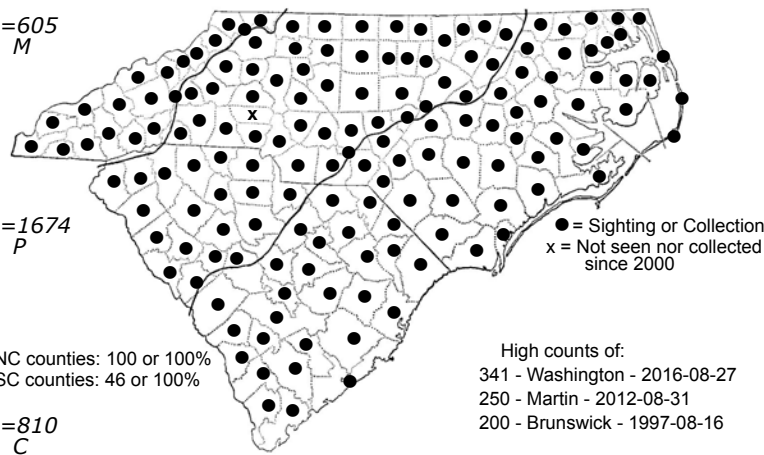 =605
M
x
=1674
P
● = Sighting or Collection
x = Not seen nor collected
since 2000
NC counties: 100 or 100%
SC counties: 46 or 100%
High counts of:
341 - Washington - 2016-08-27
250 - Martin - 2012-08-31
200 - Brunswick - 1997-08-16
=810
C